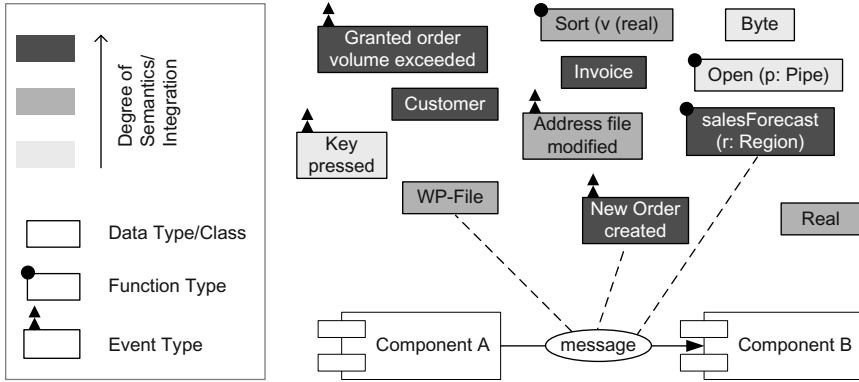 Degree of
Semantics/
Integration
Data Type/Class
Function Type
Event Type
Granted order
volume exceeded
Sort (v (real)
Byte
Invoice
Open (p: Pipe)
Customer
Address file
modified
salesForecast
(r: Region)
Key
pressed
WP-File
New Order
created
Real
Component A
message
Component B